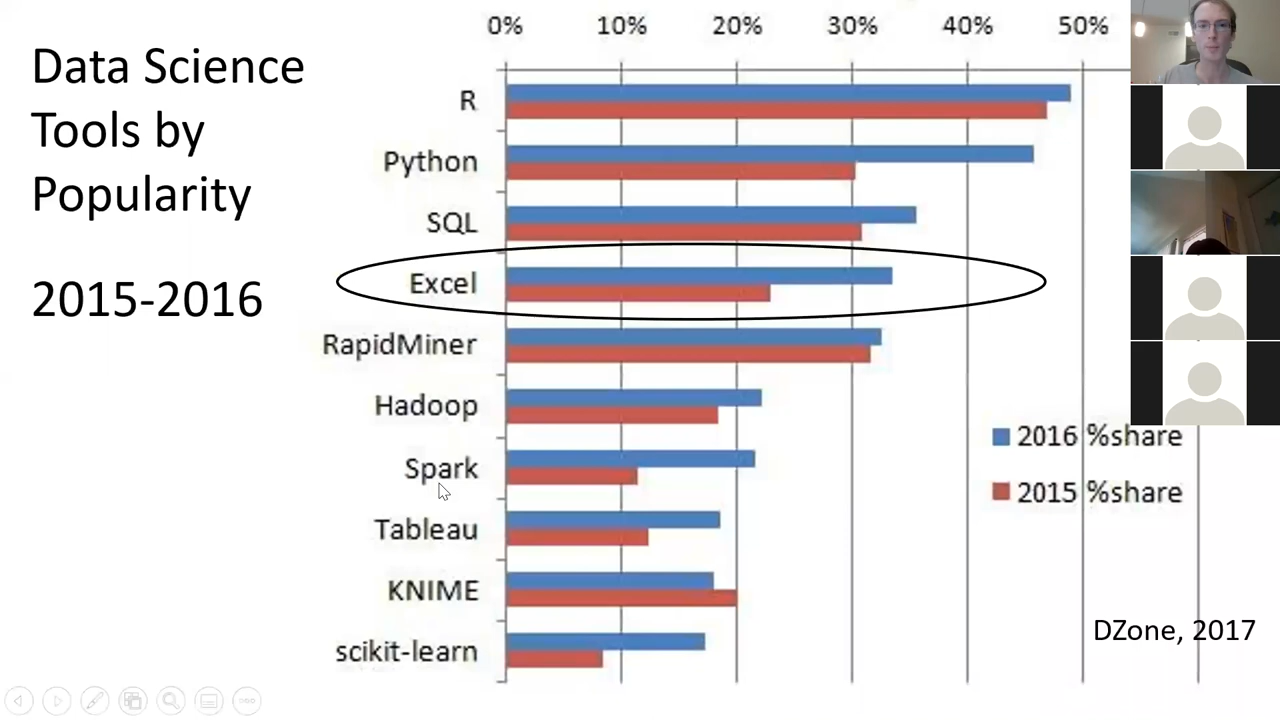 Data Science
Tools by
Popularity
2015-2016
0% 10% 20% 30% 40% 50%
R
Python
SQL
Excel
RapidMiner
Hadoop
Spark
Tableau
KNIME
scikit-learn
2016 %share
2015 %share
DZone, 2017